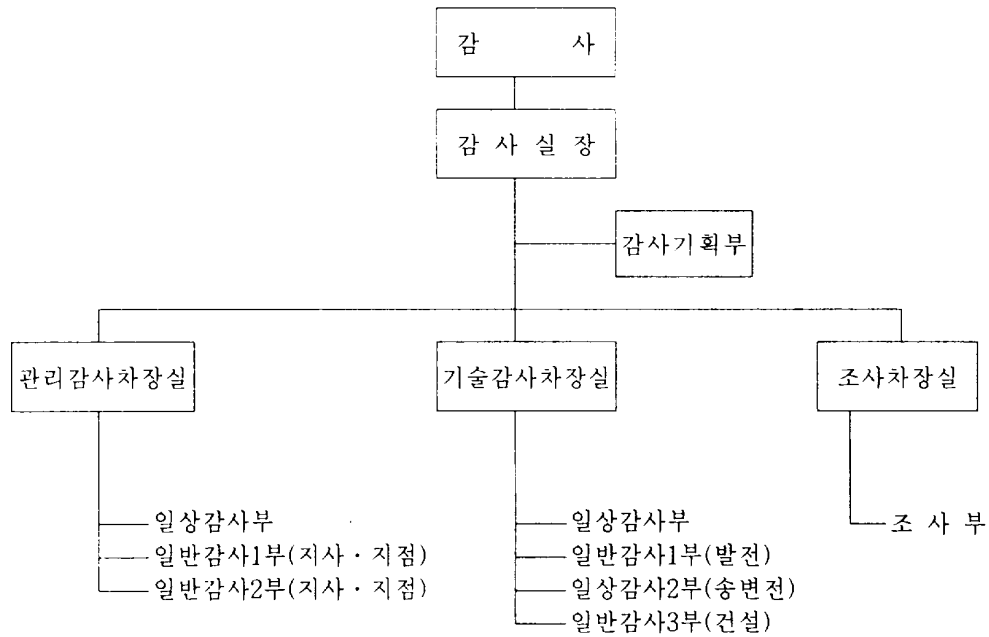 감 사
감 사 실 장
감사기획부
관리감사차장실
기술감사차장실
조사차장실
일상감사부
일반감사1부(지사・지점)
일반감사2부(지사・지점)
일상감사부
일반감사1부(발전)
일상감사2부(송변전)
일반감사3부(건설)
조 사 부